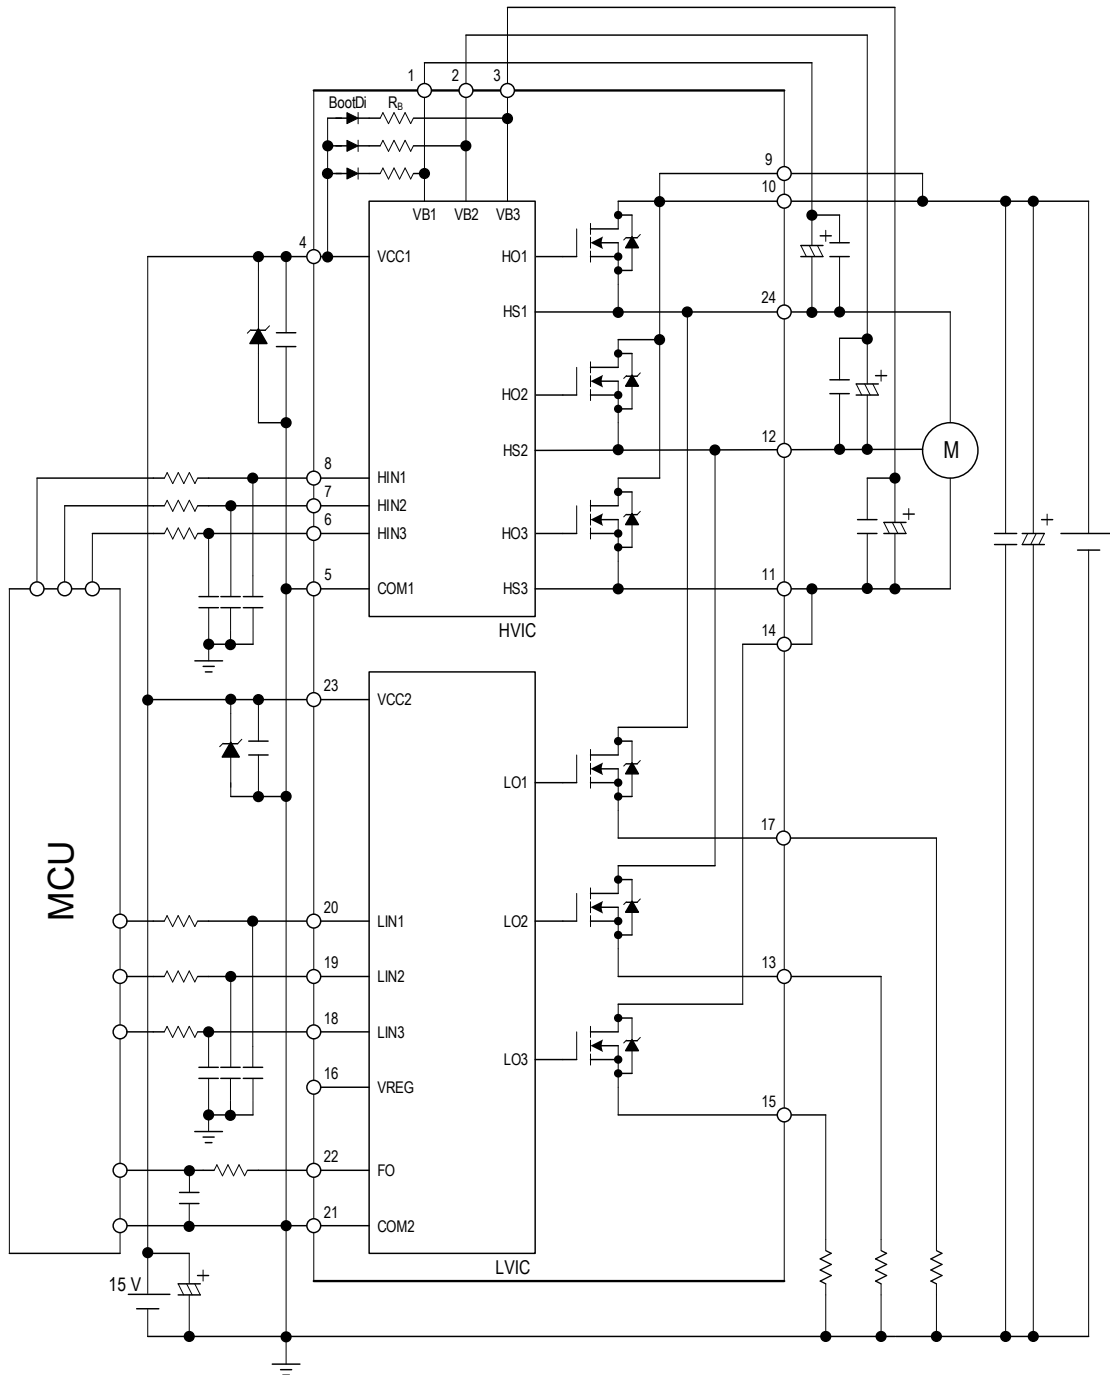 1 2 3
BootDi RB
9
10
VB1 VB2 VB3
4
VCC1 HO1
+
HS1 24
HO2
+
HS2 12
M
8
HIN1
7
HIN2
6
HIN3 HO3
+
+
5
COM1 HS3 11
HVIC
14
23
VCC2
LO1
17
MCU
20
LIN1 LO2
19
LIN2 13
18
LIN3
LO3
16
VREG
15
22
FO
21
COM2
LVIC
15 V
+